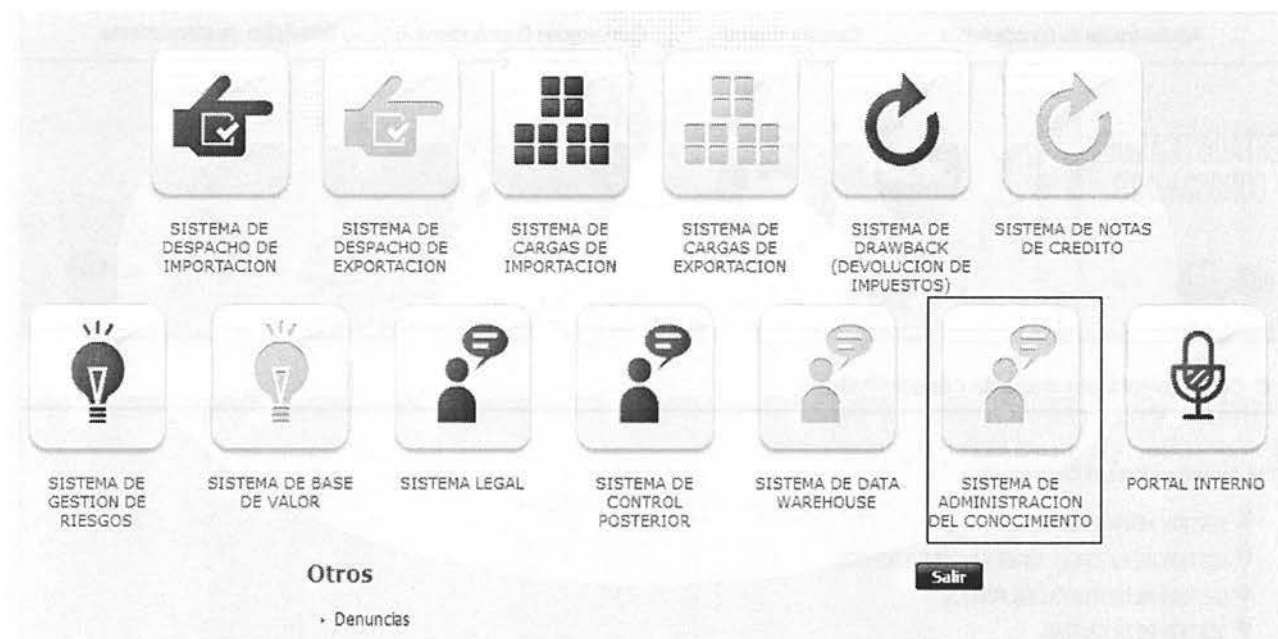 SISTEMA DE
DESPACHO DE
IMPORTACION
SISTEMA DE
DESPACHO DE
EXPORTACION
SISTEMA DE
CARGAS DE
IMPORTACION
SISTEMA DE
CARGAS DE
EXPORTACION
SISTEMA DE
DRAWBACK
(DEVOLUCION DE
IMPUESTOS)
SISTEMA DE NOTAS
DE CREDITO
SISTEMA DE
GESTION DE
RIESGOS
SISTEMA DE BASE
DE VALOR
SISTEMA LEGAL
SISTEMA DE
CONTROL
POSTERIOR
SISTEMA DE DATA
WAREHOUSE
SISTEMA DE
ADMINISTRACION
DEL CONOCIMIENTO
PORTAL INTERNO
Otros
Salir
Denuncias